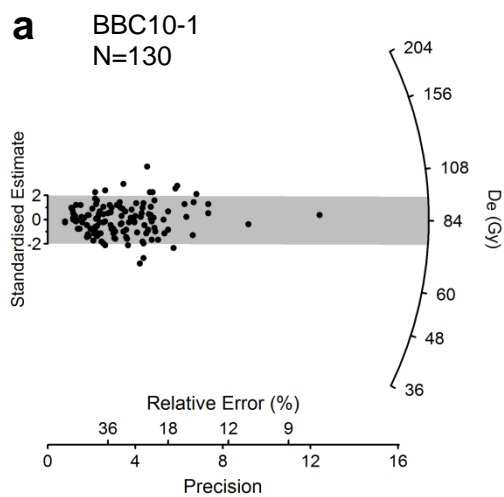 a
BBC10-1
N=130
Standardised Estimate
2
0
-2
204
156
108
84
60
48
36
De (Gy)
Relative Error (%)
36 18 12 9
0 4 8 12 16
Precision